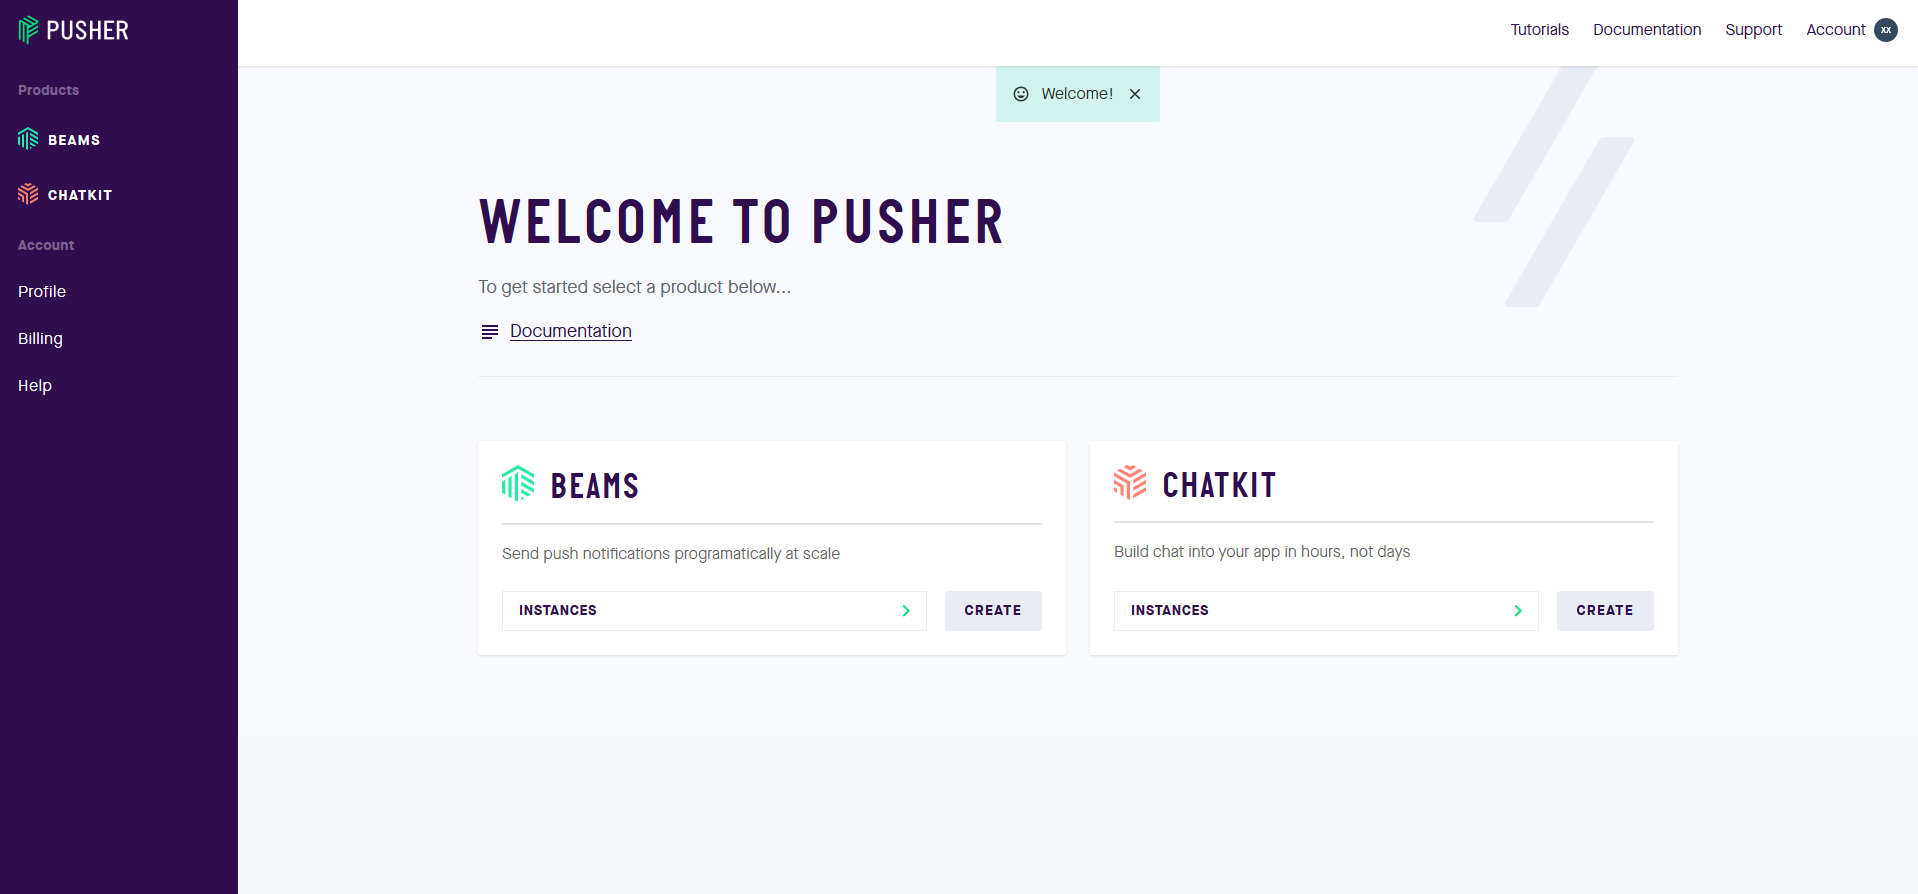 PUSHER
Tutorials Documentation Support Account XX
Products
BEAMS
CHATKIT
Account
Profile
Billing
Help
Welcome!
WELCOME TO PUSHER
To get started select a product below...
Documentation
BEAMS
Send push notifications programatically at scale
INSTANCES CREATE
CHATKIT
Build chat into your app in hours, not days
INSTANCES CREATE